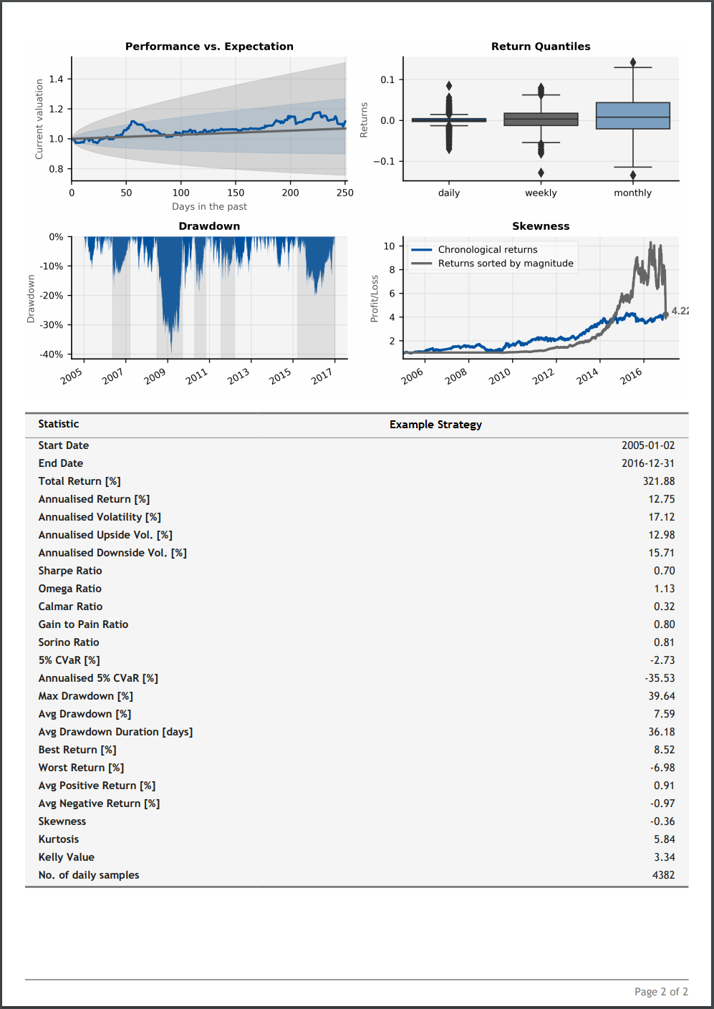 Performance vs. Expectation
Current valuation
1.4
1.2
1.0
0.8
0 50 100 150 200 250
Days in the past
Return Quantiles
Returns
0.1
0.0
−0.1
daily weekly monthly
Drawdown
Drawdown
0%
-10%
-20%
-30%
-40%
2005 2007 2009 2011 2013 2015 2017
Skewness
Profit/Loss
10
8
6
4
2
Chronological returns
Returns sorted by magnitude
4.22
2006 2008 2010 2012 2014 2016
Statistic Example Strategy
Start Date 2005-01-02
End Date 2016-12-31
Total Return [%] 321.88
Annualised Return [%] 12.75
Annualised Volatility [%] 17.12
Annualised Upside Vol. [%] 12.98
Annualised Downside Vol. [%] 15.71
Sharpe Ratio 0.70
Omega Ratio 1.13
Calmar Ratio 0.32
Gain to Pain Ratio 0.80
Sorino Ratio 0.81
5% CVaR [%] -2.73
Annualised 5% CVaR [%] -35.53
Max Drawdown [%] 39.64
Avg Drawdown [%] 7.59
Avg Drawdown Duration [days] 36.18
Best Return [%] 8.52
Worst Return [%] -6.98
Avg Positive Return [%] 0.91
Avg Negative Return [%] -0.97
Skewness -0.36
Kurtosis 5.84
Kelly Value 3.34
No. of daily samples 4382
Page 2 of 2